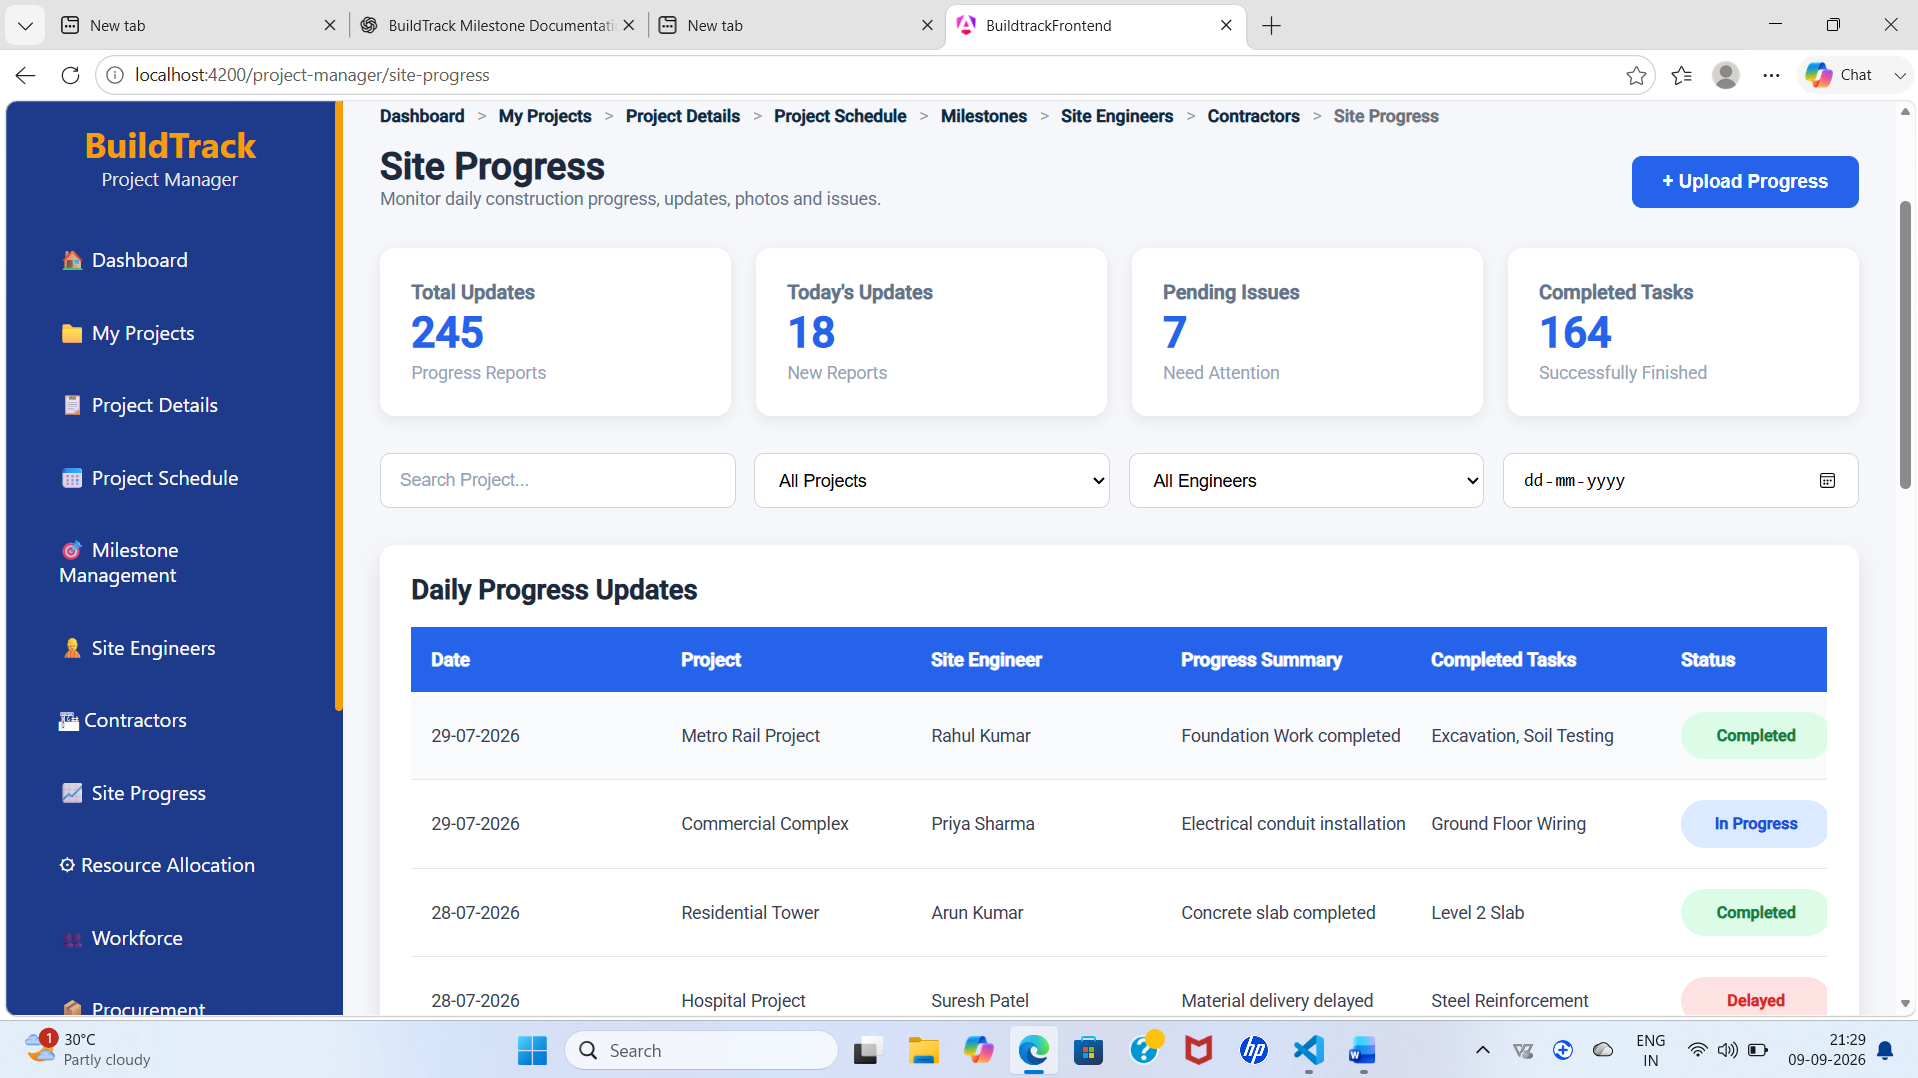 New tab
BuildTrack Milestone Documentati
New tab
BuildtrackFrontend
localhost:4200/project-manager/site-progress
Chat
BuildTrack
Project Manager
Dashboard
My Projects
Project Details
Project Schedule
Milestone
Management
Site Engineers
Contractors
Site Progress
Resource Allocation
Workforce
Procurement
Dashboard > My Projects > Project Details > Project Schedule > Milestones > Site Engineers > Contractors > Site Progress
Site Progress
Monitor daily construction progress, updates, photos and issues.
+ Upload Progress
Total Updates
245
Progress Reports
Today's Updates
18
New Reports
Pending Issues
7
Need Attention
Completed Tasks
164
Successfully Finished
Search Project...
All Projects
All Engineers
dd-mm-yyyy
Daily Progress Updates
Date Project Site Engineer Progress Summary Completed Tasks Status
29-07-2026 Metro Rail Project Rahul Kumar Foundation Work completed Excavation, Soil Testing Completed
29-07-2026 Commercial Complex Priya Sharma Electrical conduit installation Ground Floor Wiring In Progress
28-07-2026 Residential Tower Arun Kumar Concrete slab completed Level 2 Slab Completed
28-07-2026 Hospital Project Suresh Patel Material delivery delayed Steel Reinforcement Delayed
1
30°C
Partly cloudy
Search
hp
W
ENG
IN
21:29
09-09-2026